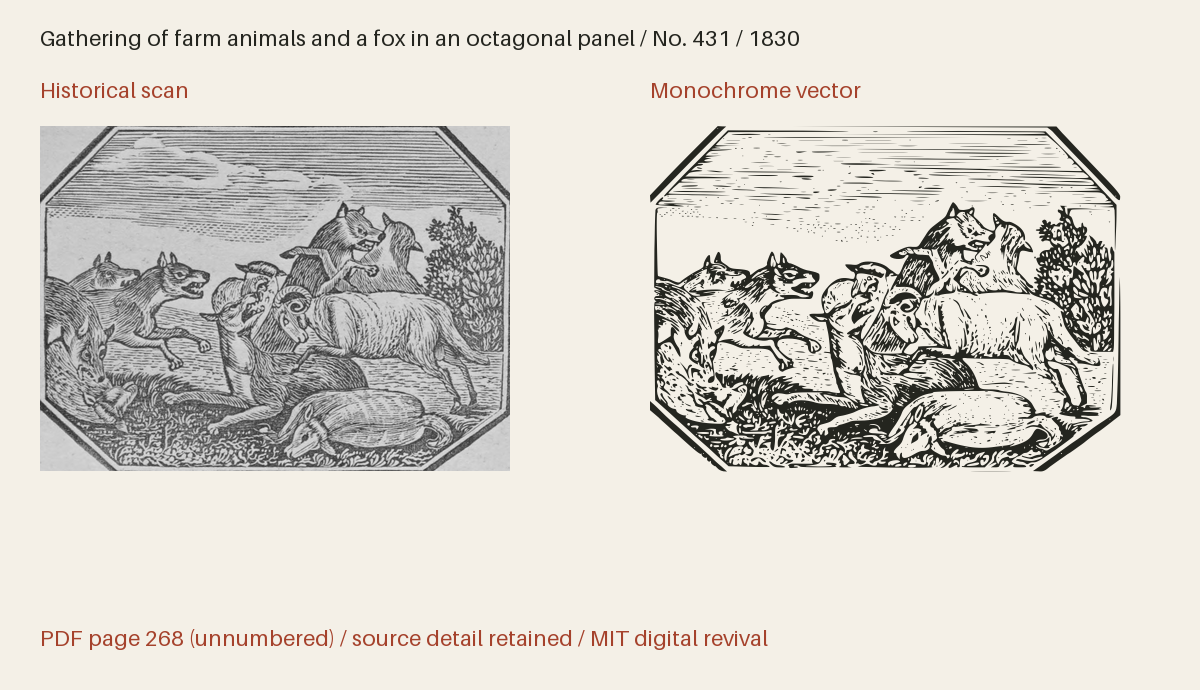 Gathering of farm animals and a fox in an octagonal panel / No. 431 / 1830
Historical scan
Monochrome vector
PDF page 268 (unnumbered) / source detail retained / MIT digital revival